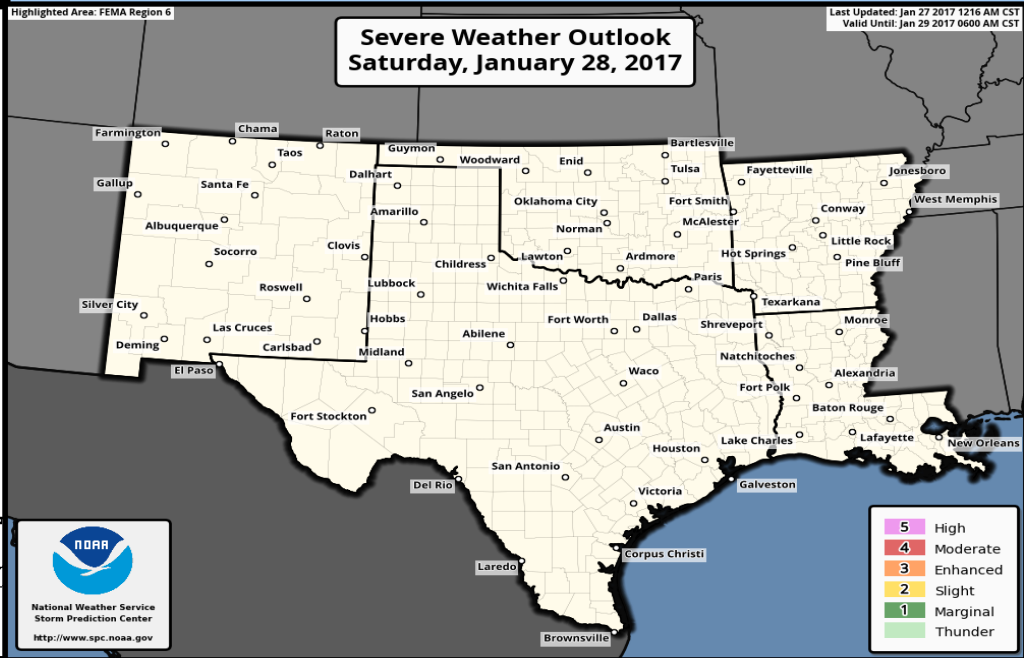 Highlighted Area: FEMA Region 6
Last Updated: Jan 27 2017 1216 AM CST
Valid Until: Jan 29 2017 0600 AM CST
Severe Weather Outlook
Saturday, January 28, 2017
Farmington
Chama
Raton
Guymon
Bartlesville
Taos
Woodward
Enid
Dalhart
Tulsa
Fayetteville
Jonesboro
Gallup
Santa Fe
Oklahoma City
Fort Smith
West Memphis
Amarillo
Conway
Albuquerque
Norman
McAlester
Little Rock
Socorro
Clovis
Childress
Lawton
Ardmore
Hot Springs
Pine Bluff
Roswell
Lubbock
Wichita Falls
Paris
Texarkana
Silver City
Hobbs
Las Cruces
Abilene
Fort Worth
Dallas
Shreveport
Monroe
Deming
Carlsbad
Midland
Natchitoches
El Paso
Waco
Alexandria
San Angelo
Fort Polk
Fort Stockton
Baton Rouge
Austin
Lake Charles
Lafayette
New Orleans
Houston
San Antonio
Del Rio
Galveston
Victoria
Corpus Christi
Laredo
Brownsville
NOAA
National Weather Service
Storm Prediction Center
http://www.spc.noaa.gov
5 High
4 Moderate
3 Enhanced
2 Slight
1 Marginal
Thunder